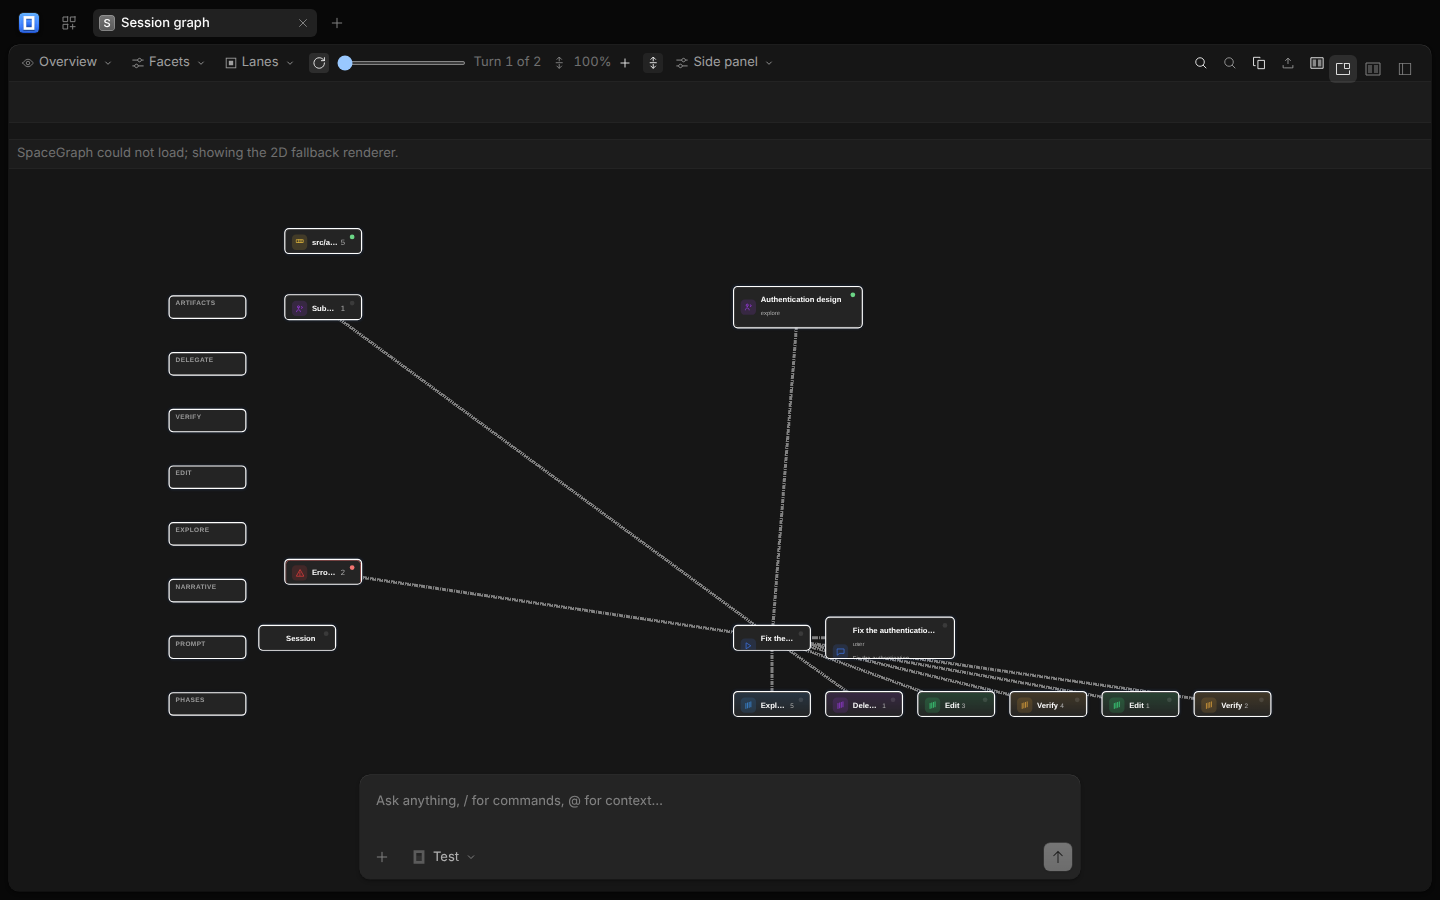 S Session graph
Overview Facets Lanes Turn 1 of 2 100% Side panel
SpaceGraph could not load; showing the 2D fallback renderer.
src/a... 5
ARTIFACTS
Sub... 1
Authentication design
explore
DELEGATE
VERIFY
EDIT
EXPLORE
Erro... 2
NARRATIVE
PROMPT
Session
Fix the...
Fix the authenticatio...
user
PHASES
Expl... 5
Dele... 1
Edit 3
Verify 4
Edit 1
Verify 2
Ask anything, / for commands, @ for context...
Test